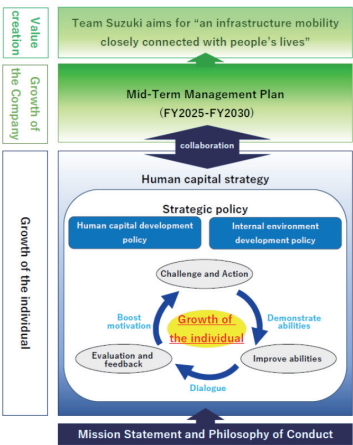 Value
creation
Team Suzuki aims for “an infrastructure mobility
closely connected with people's lives”
Growth of
the Company
Mid-Term Management Plan
(FY2025-FY2030)
collaboration
Growth of the individual
Human capital strategy
Strategic policy
Human capital development
policy
Internal environment
development policy
Challenge and Action
Boost
motivation
Growth of
the individual
Demonstrate
abilities
Evaluation and
feedback
Improve abilities
Dialogue
Mission Statement and Philosophy of Conduct